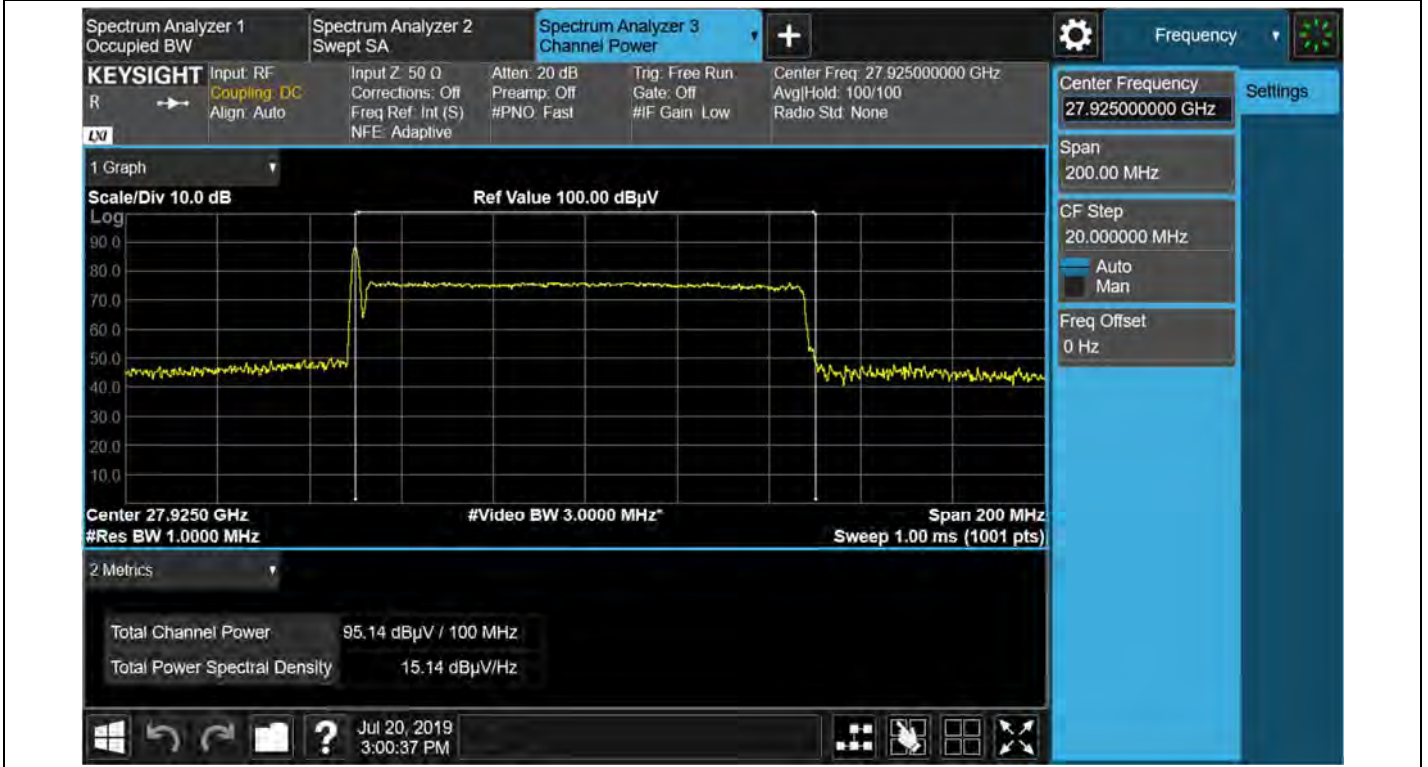 Spectrum Analyzer 1
Occupied BW
Spectrum Analyzer 2
Swept SA
Spectrum Analyzer 3
Channel Power
Frequency
KEYSIGHT
R
LXI
Input: RF
Coupling: DC
Align: Auto
Input Z: 50 Ω
Corrections: Off
Freq Ref: Int (S)
NFE: Adaptive
Atten: 20 dB
Preamp: Off
#PNO: Fast
Trig: Free Run
Gate: Off
#IF Gain: Low
Center Freq: 27.925000000 GHz
Avg|Hold: 100/100
Radio Std: None
Center Frequency
27.925000000 GHz
Settings
Span
200.00 MHz
CF Step
20.000000 MHz
Auto
Man
Freq Offset
0 Hz
1 Graph
Scale/Div 10.0 dB
Ref Value 100.00 dBµV
Log
90.0
80.0
70.0
60.0
50.0
40.0
30.0
20.0
10.0
Center 27.9250 GHz
#Video BW 3.0000 MHz*
Span 200 MHz
#Res BW 1.0000 MHz
Sweep 1.00 ms (1001 pts)
2 Metrics
Total Channel Power 95.14 dBµV / 100 MHz
Total Power Spectral Density 15.14 dBµV/Hz
?
Jul 20, 2019
3:00:37 PM